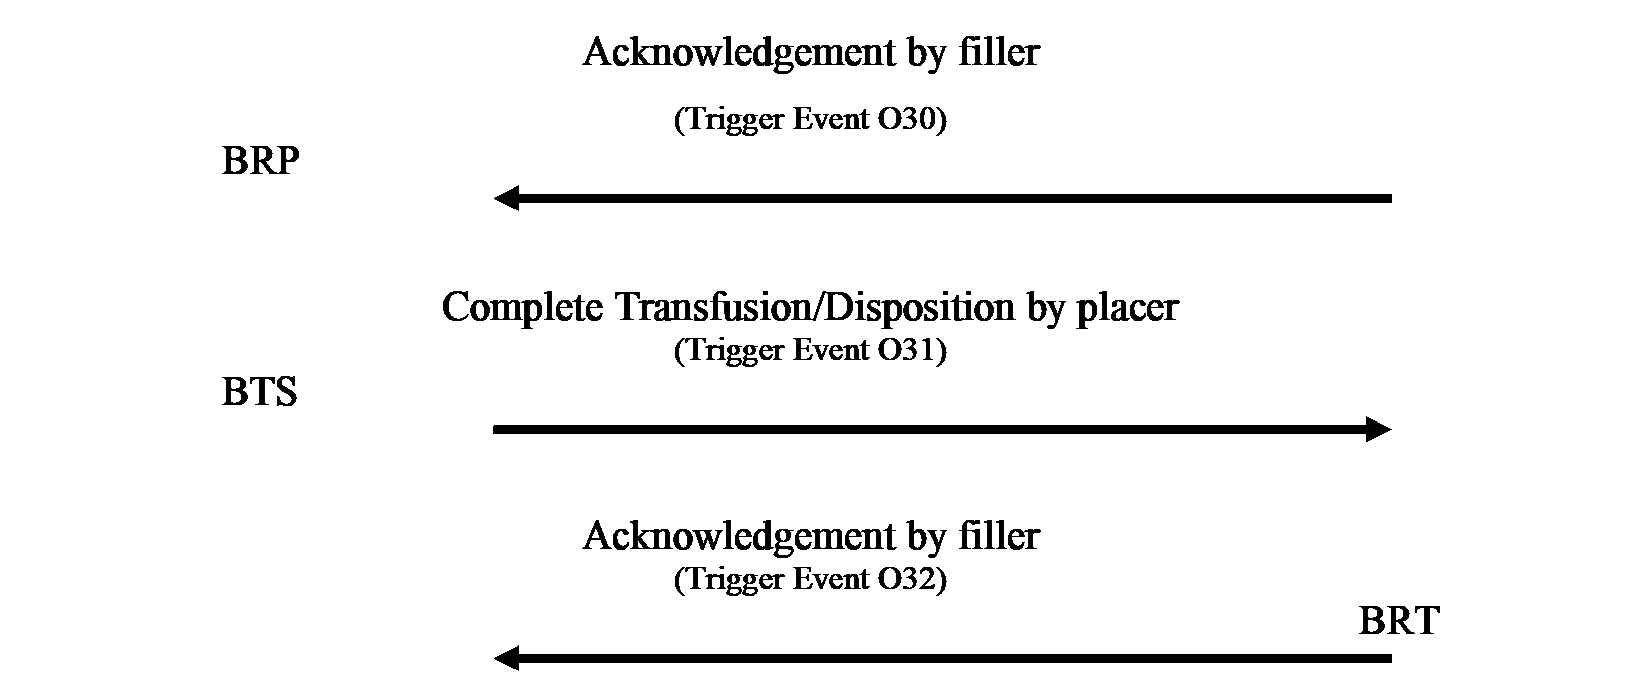 Acknowledgement by filler
(Trigger Event O30)
BRP
Complete Transfusion/Disposition by placer
(Trigger Event O31)
BTS
Acknowledgement by filler
(Trigger Event O32)
BRT